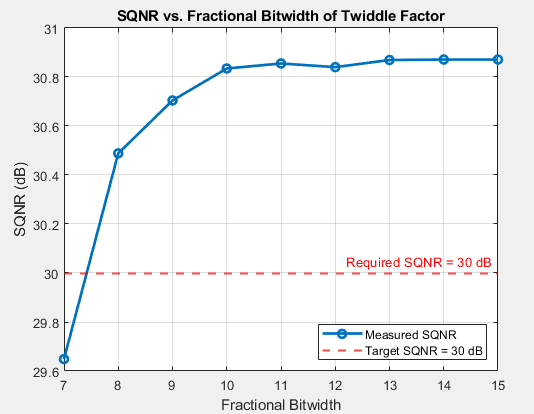 SQNR vs. Fractional Bitwidth of Twiddle Factor
31
30.8
30.6
30.4
30.2
30
29.8
29.6
SQNR (dB)
Required SQNR = 30 dB
Measured SQNR
Target SQNR = 30 dB
7 8 9 10 11 12 13 14 15
Fractional Bitwidth